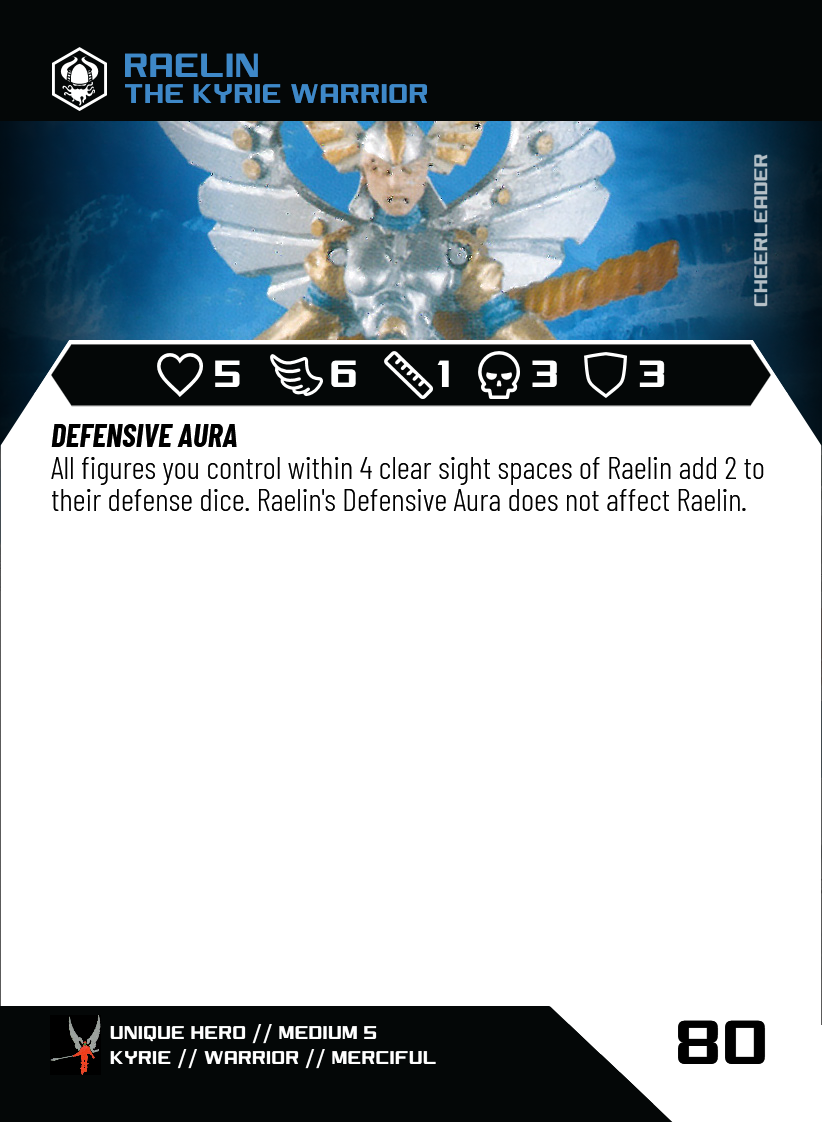 RAELIN
THE KYRIE WARRIOR
CHEERLEADER
5 6 1 3 3
DEFENSIVE AURA
All figures you control within 4 clear sight spaces of Raelin add 2 to
their defense dice. Raelin's Defensive Aura does not affect Raelin.
UNIQUE HERO // MEDIUM 5
KYRIE // WARRIOR // MERCIFUL
80